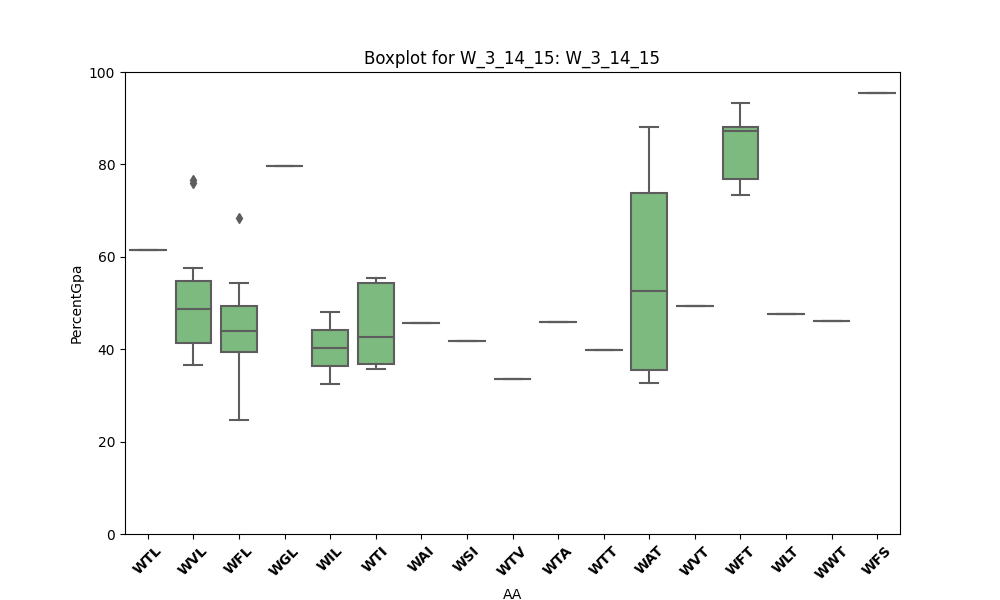 Boxplot for W_3_14_15: W_3_14_15
100
80
60
40
20
0
PercentGpa
WTL WVL WFL WGL WIL WTI WAI WSI WTV WTA WTT WAT WVT WFT WLT WWT WFS
AA